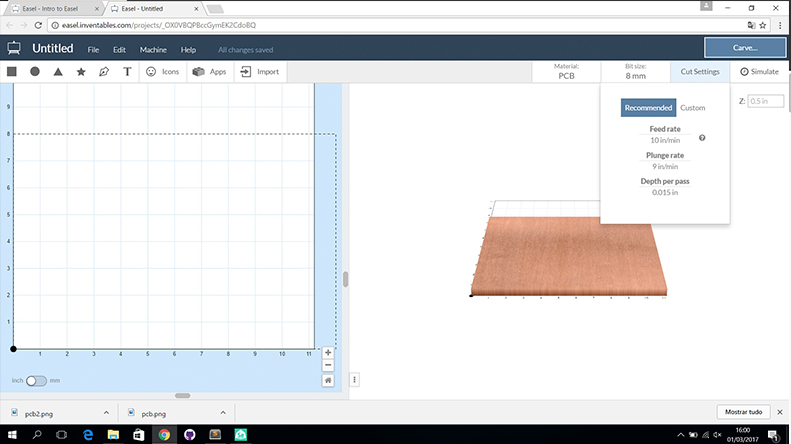 Easel - Intro to Easel
Easel - Untitled
easel.inventables.com/projects/_OX0V8QPBccGymEK2CdoBQ
Untitled File Edit Machine Help All changes saved Carve...
T Icons Apps Import
Material: PCB
Bit size: 8 mm
Cut Settings
Simulate
Z: 0.5 in
Recommended Custom
Feed rate
10 in/min
Plunge rate
9 in/min
Depth per pass
0.015 in
9
8
7
6
5
4
3
2
1
1 2 3 4 5 6 7 8 9 10 11
inch mm
pcb2.png
pcb.png
Mostrar tudo
16:00
01/03/2017